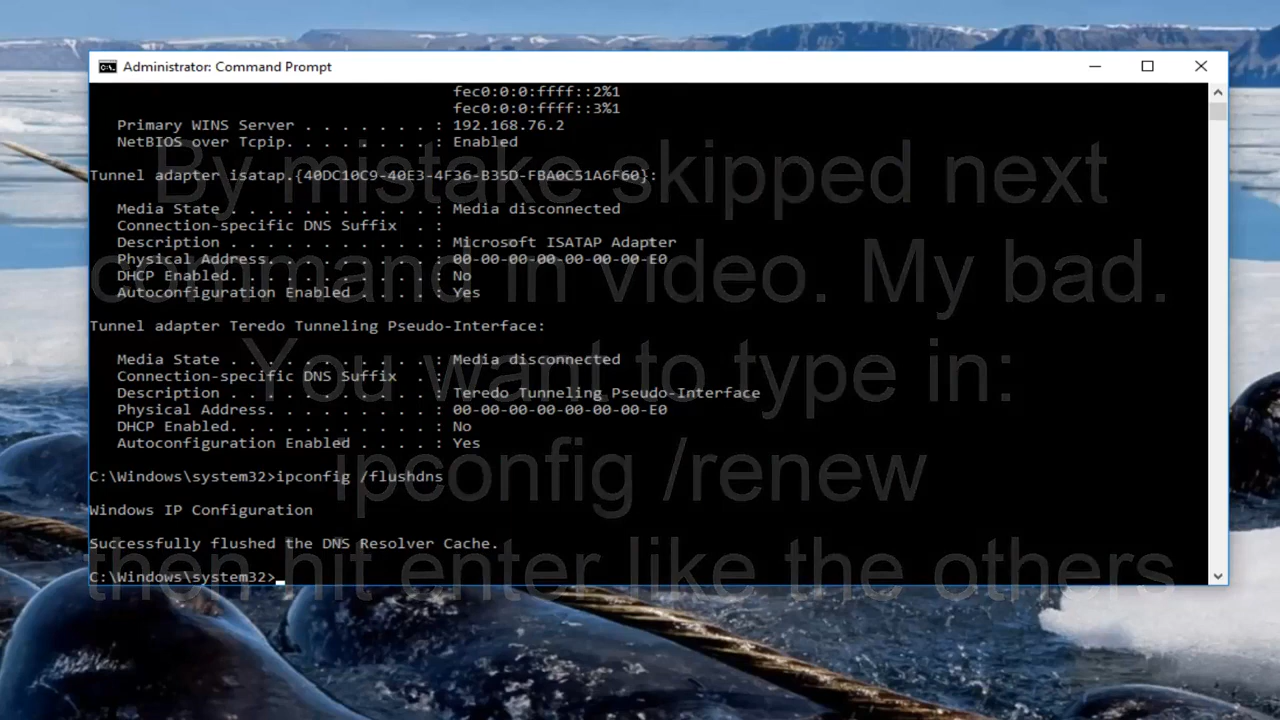 Administrator: Command Prompt
fec0:0:0:ffff::2%1
fec0:0:0:ffff::3%1
Primary WINS Server . . . . . . . : 192.168.76.2
NetBIOS over Tcpip. . . . . . . . : Enabled
Tunnel adapter isatap.{40DC10C9-40E3-4F36-B35D-FBA0C51A6F60}:
Media State . . . . . . . . . . . : Media disconnected
Connection-specific DNS Suffix  . :
Description . . . . . . . . . . . : Microsoft ISATAP Adapter
Physical Address. . . . . . . . . : 00-00-00-00-00-00-00-E0
DHCP Enabled. . . . . . . . . . . : No
Autoconfiguration Enabled . . . . : Yes
Tunnel adapter Teredo Tunneling Pseudo-Interface:
Media State . . . . . . . . . . . : Media disconnected
Connection-specific DNS Suffix  . :
Description . . . . . . . . . . . : Teredo Tunneling Pseudo-Interface
Physical Address. . . . . . . . . : 00-00-00-00-00-00-00-E0
DHCP Enabled. . . . . . . . . . . : No
Autoconfiguration Enabled . . . . : Yes
C:\Windows\system32>ipconfig /flushdns
Windows IP Configuration
Successfully flushed the DNS Resolver Cache.
C:\Windows\system32>
By mistake skipped next
command in video. My bad.
You want to type in:
ipconfig /renew
then hit enter like the others